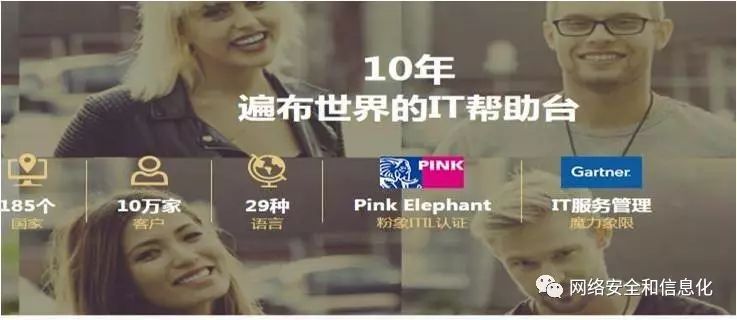 10年
遍布世界的IT帮助台
PINK
Gartner.
185个
10万家
29种
Pink Elephant
IT服务管理
国家
客户
语言
粉象ITIL认证
魔力象限
网络安全和信息化